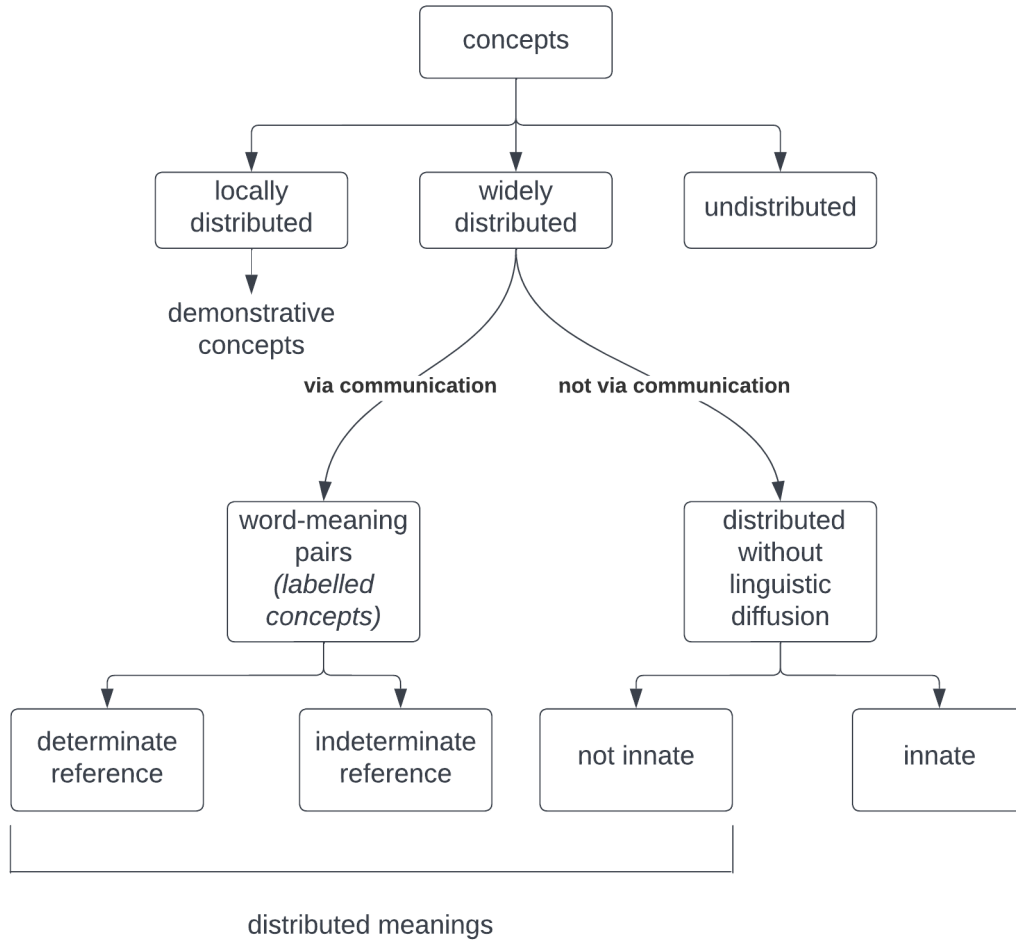 concepts
locally
distributed
widely
distributed
undistributed
demonstrative
concepts
via communication
not via communication
word-meaning
pairs
(labelled
concepts)
distributed
without
linguistic
diffusion
determinate
reference
indeterminate
reference
not innate
innate
distributed meanings